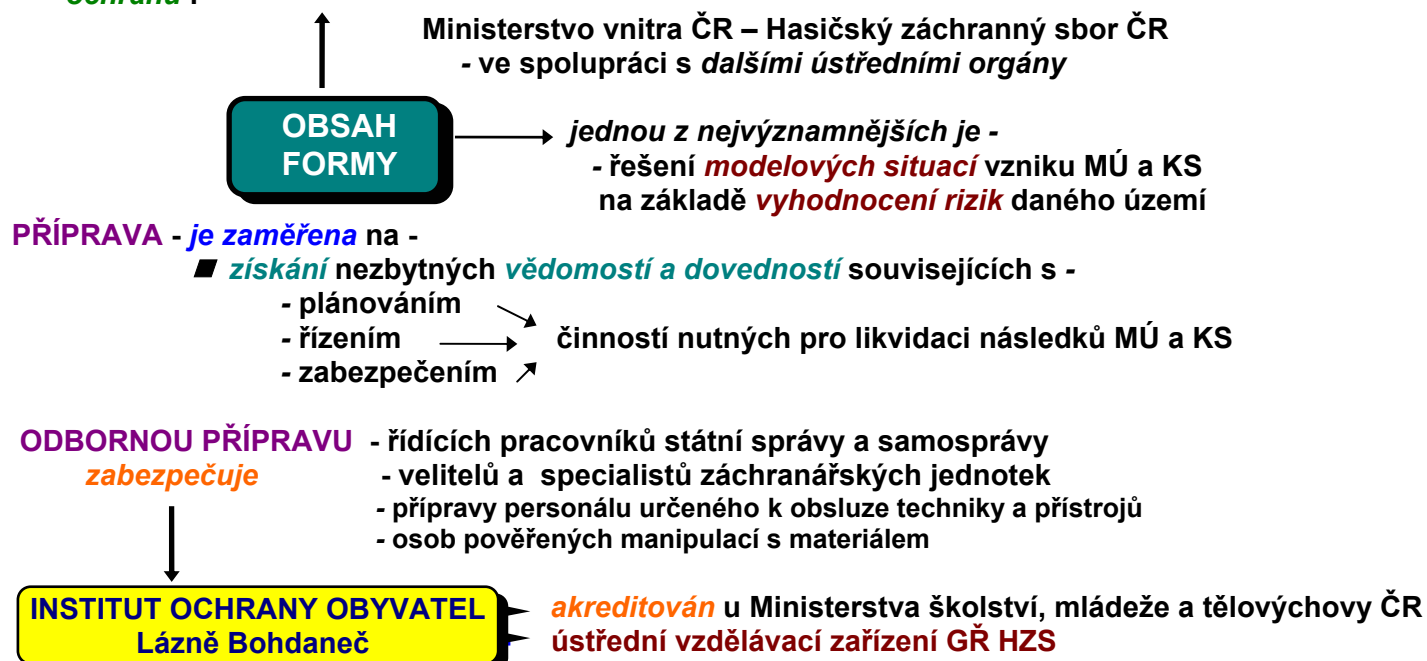 Ministerstvo vnitra ČR – Hasičský záchranný sbor ČR
- ve spolupráci s dalšími ústředními orgány
OBSAH
FORMY
jednou z nejvýznamnějších je -
- řešení modelových situací vzniku MÚ a KS
na základě vyhodnocení rizik daného území
PŘÍPRAVA - je zaměřena na -
získání nezbytných vědomostí a dovedností souvisejících s -
- plánováním
- řízením činností nutných pro likvidaci následků MÚ a KS
- zabezpečením
ODBORNOU PŘÍPRAVU - řídících pracovníků státní správy a samosprávy
zabezpečuje - velitelů a specialistů záchranářských jednotek
- přípravy personálu určeného k obsluze techniky a přístrojů
- osob pověřených manipulací s materiálem
INSTITUT OCHRANY OBYVATEL
Lázně Bohdaneč
akreditován u Ministerstva školství, mládeže a tělovýchovy ČR
ústřední vzdělávací zařízení GŘ HZS